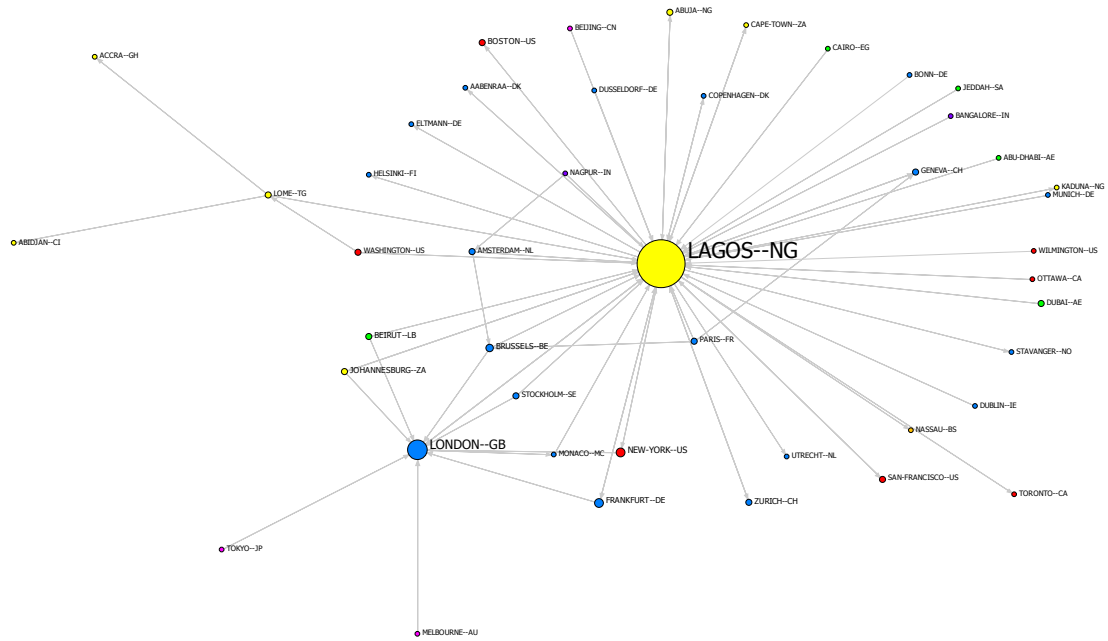 ABUJA--NG
CAPE-TOWN--ZA
BEIJING--CN
BOSTON--US
CAIRO--EG
ACCRA--GH
BONN--DE
AABENRAA--DK
DUSSELDORF--DE
JEDDAH--SA
COPENHAGEN--DK
BANGALORE--IN
ELTMANN--DE
ABU-DHABI--AE
GENEVA--CH
HELSINKI--FI
NAGPUR--IN
KADUNA--NG
LOME--TG
MUNICH--DE
ABIDJAN--CI
WASHINGTON--US
AMSTERDAM--NL
LAGOS--NG
WILMINGTON--US
OTTAWA--CA
DUBAI--AE
BEIRUT--LB
PARIS--FR
BRUSSELS--BE
STAVANGER--NO
JOHANNESBURG--ZA
STOCKHOLM--SE
DUBLIN--IE
NASSAU--BS
LONDON--GB
NEW-YORK--US
MONACO--MC
UTRECHT--NL
SAN-FRANCISCO--US
TORONTO--CA
FRANKFURT--DE
ZURICH--CH
TOKYO--JP
MELBOURNE--AU